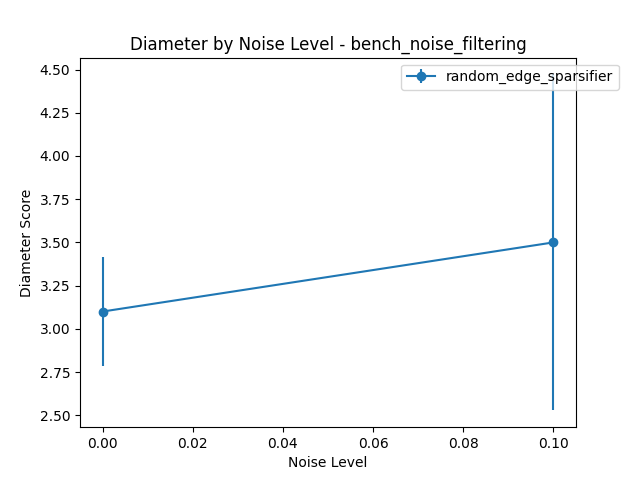 Diameter by Noise Level - bench_noise_filtering
random_edge_sparsifier
Diameter Score
4.50
4.25
4.00
3.75
3.50
3.25
3.00
2.75
2.50
0.00 0.02 0.04 0.06 0.08 0.10
Noise Level